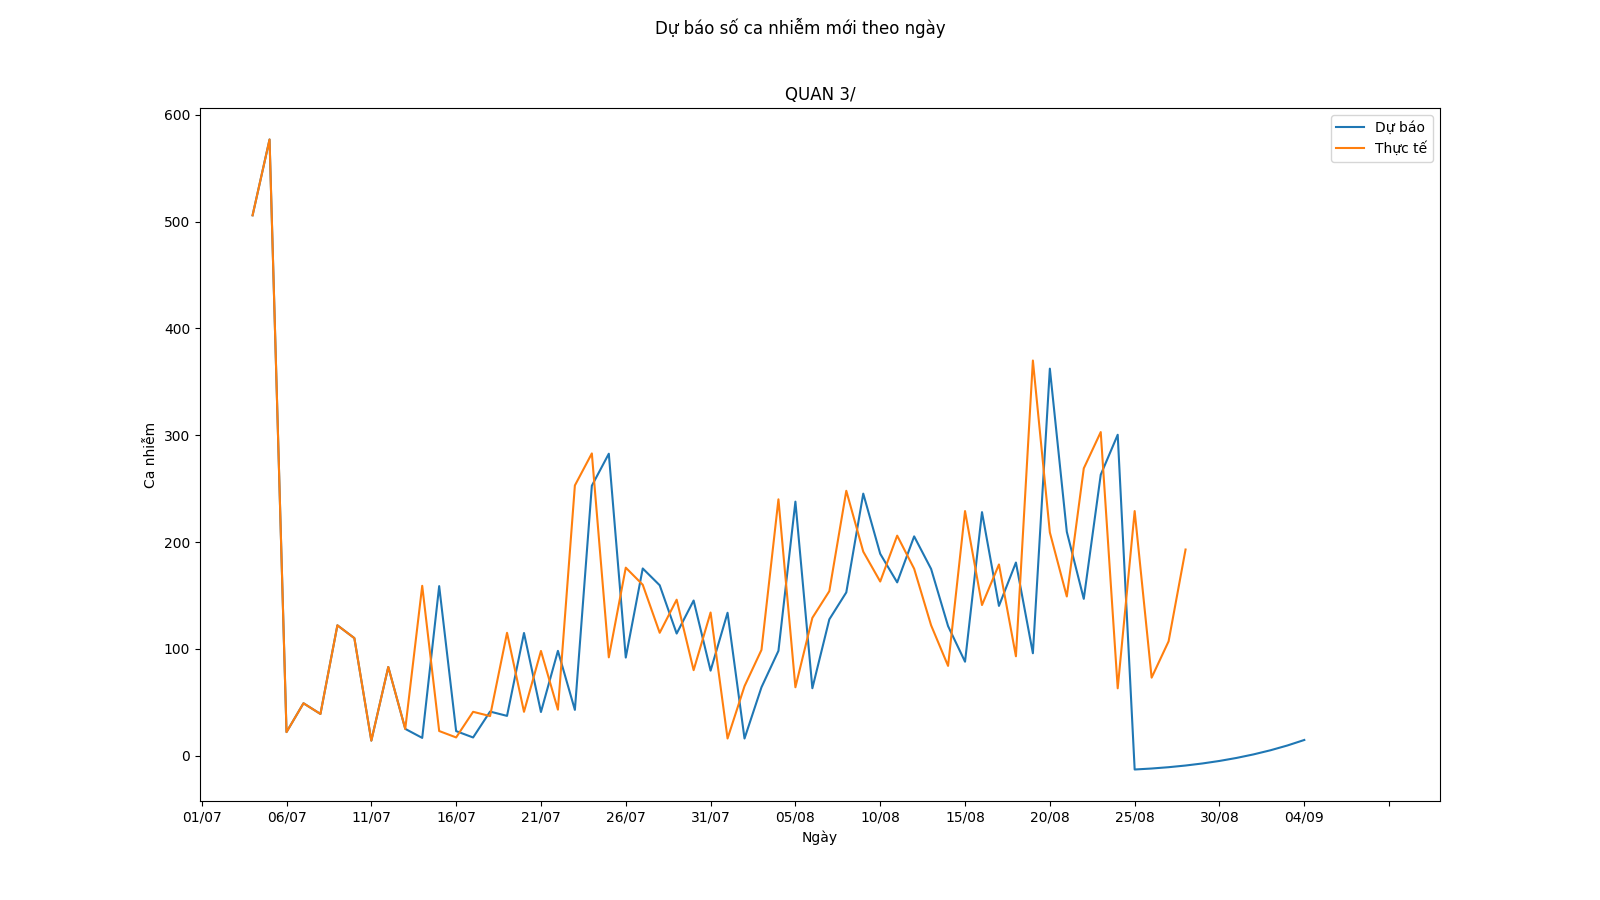 Dự báo số ca nhiễm mới theo ngày
QUAN 3/
Dự báo
Thực tế
600
500
400
300
200
100
0
Ca nhiễm
01/07 06/07 11/07 16/07 21/07 26/07 31/07 05/08 10/08 15/08 20/08 25/08 30/08 04/09
Ngày